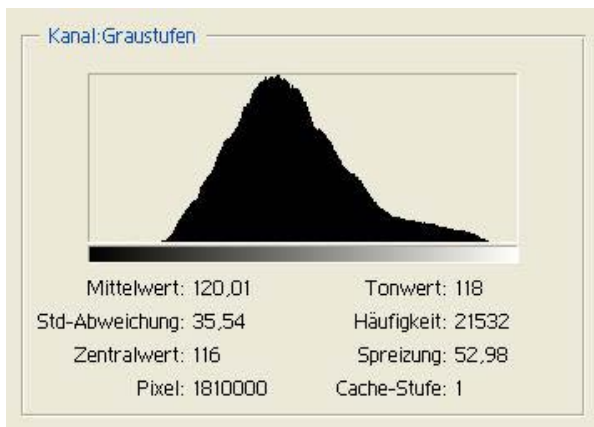 Kanal:Graustufen
Mittelwert: 120,01 Tonwert: 118
Std-Abweichung: 35,54 Häufigkeit: 21532
Zentralwert: 116 Spreizung: 52,98
Pixel: 1810000 Cache-Stufe: 1